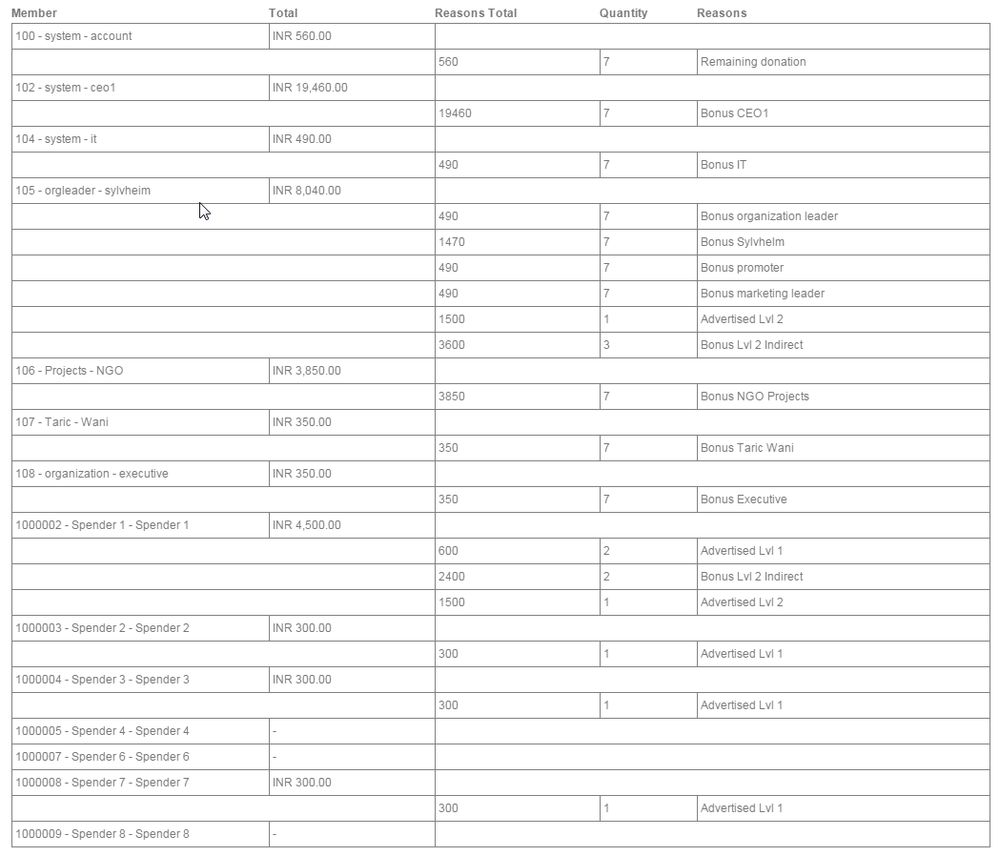 Member Total Reasons Total Quantity Reasons
100 - system - account INR 560.00
560 7 Remaining donation
102 - system - ceo1 INR 19,460.00
19460 7 Bonus CEO1
104 - system - it INR 490.00
490 7 Bonus IT
105 - orgleader - sylvheim INR 8,040.00
490 7 Bonus organization leader
1470 7 Bonus Sylvhelm
490 7 Bonus promoter
490 7 Bonus marketing leader
1500 1 Advertised Lvl 2
3600 3 Bonus Lvl 2 Indirect
106 - Projects - NGO INR 3,850.00
3850 7 Bonus NGO Projects
107 - Taric - Wani INR 350.00
350 7 Bonus Taric Wani
108 - organization - executive INR 350.00
350 7 Bonus Executive
1000002 - Spender 1 - Spender 1 INR 4,500.00
600 2 Advertised Lvl 1
2400 2 Bonus Lvl 2 Indirect
1500 1 Advertised Lvl 2
1000003 - Spender 2 - Spender 2 INR 300.00
300 1 Advertised Lvl 1
1000004 - Spender 3 - Spender 3 INR 300.00
300 1 Advertised Lvl 1
1000005 - Spender 4 - Spender 4 -
1000007 - Spender 6 - Spender 6 -
1000008 - Spender 7 - Spender 7 INR 300.00
300 1 Advertised Lvl 1
1000009 - Spender 8 - Spender 8 -